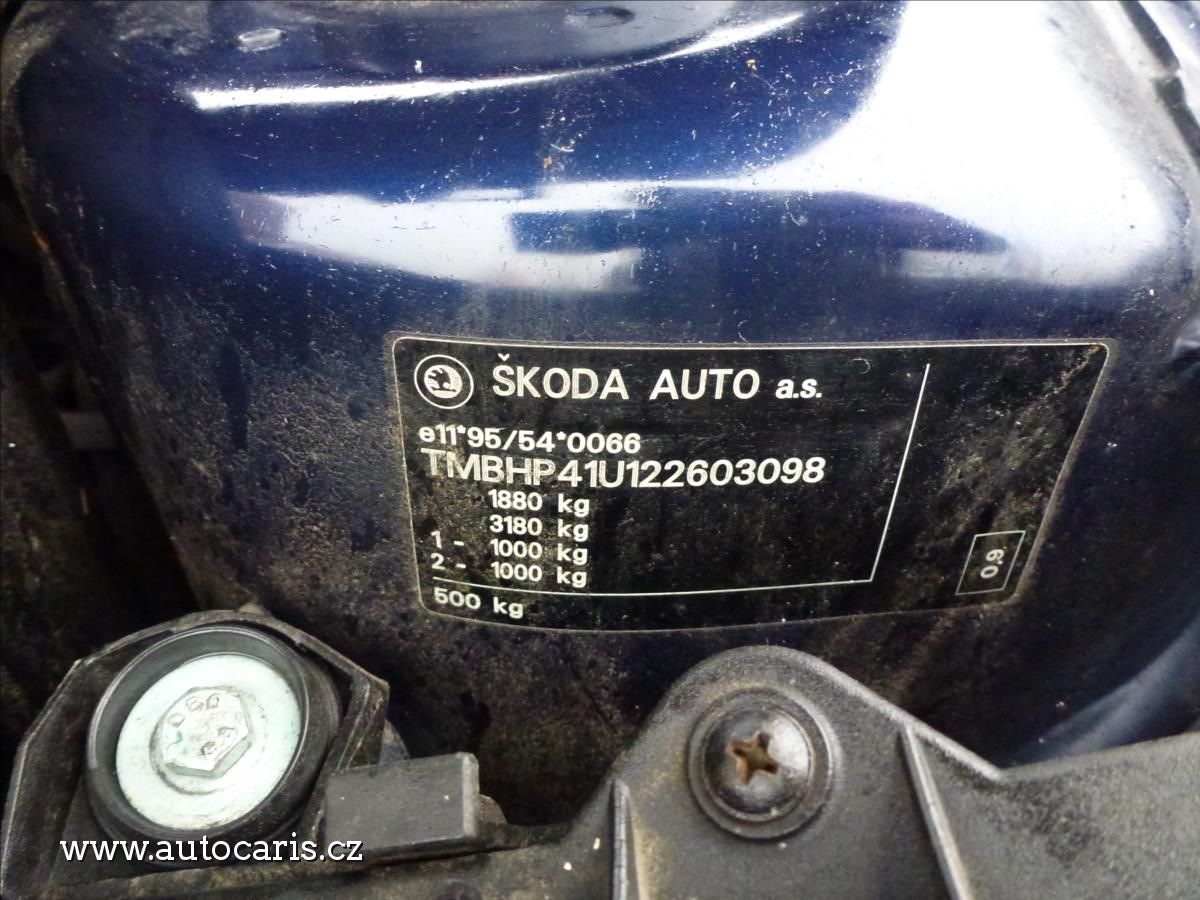 ŠKODA AUTO a.s.
e11*95/54*0066
TMBHP41U122603098
1880 kg
3180 kg
1 - 1000 kg
2 - 1000 kg
500 kg
0,9
www.autocaris.cz